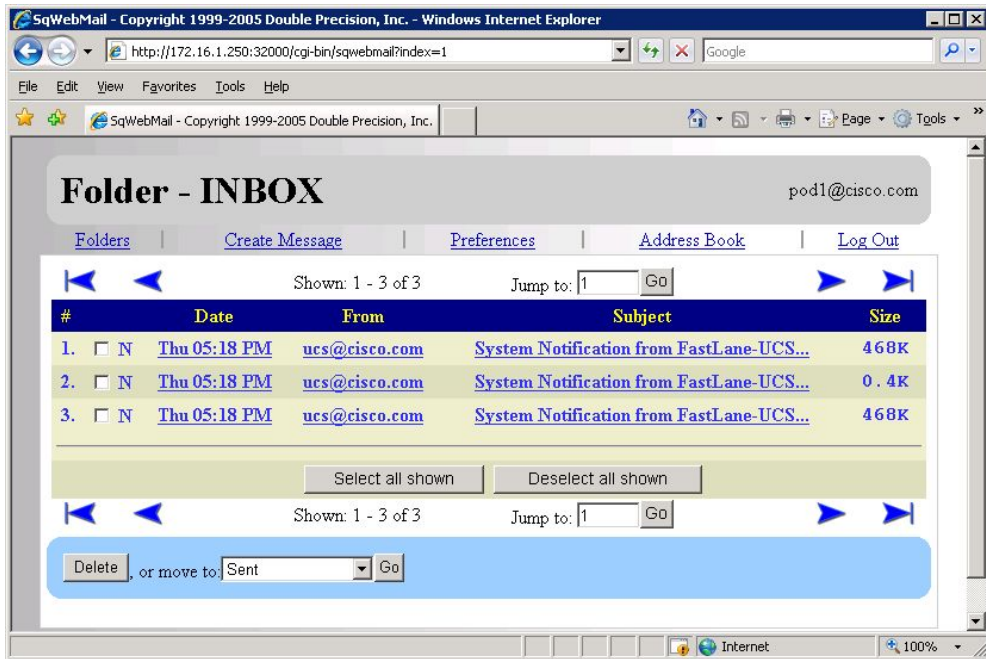 SqWebMail - Copyright 1999-2005 Double Precision, Inc. - Windows Internet Explorer
http://172.16.1.250:32000/cgi-bin/sqwebmail?index=1 Google
File Edit View Favorites Tools Help
SqWebMail - Copyright 1999-2005 Double Precision, Inc. Page Tools »
Folder - INBOX pod1@cisco.com
Folders | Create Message | Preferences | Address Book | Log Out
Shown: 1 - 3 of 3 Jump to: 1 Go
# Date From Subject Size
1. N Thu 05:18 PM ucs@cisco.com System Notification from FastLane-UCS... 468K
2. N Thu 05:18 PM ucs@cisco.com System Notification from FastLane-UCS... 0.4K
3. N Thu 05:18 PM ucs@cisco.com System Notification from FastLane-UCS... 468K
Select all shown Deselect all shown
Shown: 1 - 3 of 3 Jump to: 1 Go
Delete , or move to: Sent Go
Internet 100%